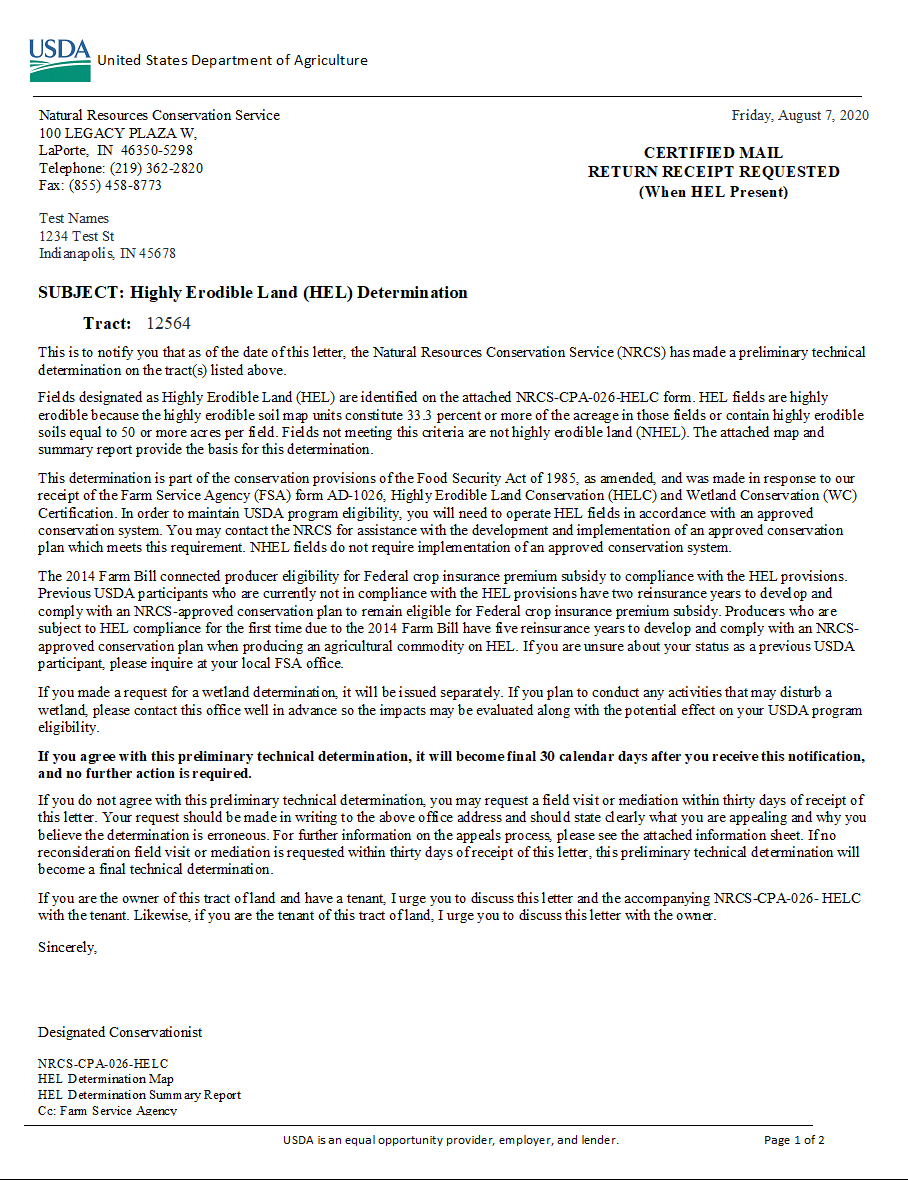 USDA United States Department of Agriculture
Natural Resources Conservation Service
100 LEGACY PLAZA W,
LaPorte, IN 46350-5298
Telephone: (219) 362-2820
Fax: (855) 458-8773
Friday, August 7, 2020
CERTIFIED MAIL
RETURN RECEIPT REQUESTED
(When HEL Present)
Test Names
1234 Test St
Indianapolis, IN 45678
SUBJECT: Highly Erodible Land (HEL) Determination
Tract: 12564
This is to notify you that as of the date of this letter, the Natural Resources Conservation Service (NRCS) has made a preliminary technical
determination on the tract(s) listed above.
Fields designated as Highly Erodible Land (HEL) are identified on the attached NRCS-CPA-026-HELC form. HEL fields are highly
erodible because the highly erodible soil map units constitute 33.3 percent or more of the acreage in those fields or contain highly erodible
soils equal to 50 or more acres per field. Fields not meeting this criteria are not highly erodible land (NHEL). The attached map and
summary report provide the basis for this determination.
This determination is part of the conservation provisions of the Food Security Act of 1985, as amended, and was made in response to our
receipt of the Farm Service Agency (FSA) form AD-1026, Highly Erodible Land Conservation (HELC) and Wetland Conservation (WC)
Certification. In order to maintain USDA program eligibility, you will need to operate HEL fields in accordance with an approved
conservation system. You may contact the NRCS for assistance with the development and implementation of an approved conservation
plan which meets this requirement. NHEL fields do not require implementation of an approved conservation system.
The 2014 Farm Bill connected producer eligibility for Federal crop insurance premium subsidy to compliance with the HEL provisions.
Previous USDA participants who are currently not in compliance with the HEL provisions have two reinsurance years to develop and
comply with an NRCS-approved conservation plan to remain eligible for Federal crop insurance premium subsidy. Producers who are
subject to HEL compliance for the first time due to the 2014 Farm Bill have five reinsurance years to develop and comply with an NRCS-
approved conservation plan when producing an agricultural commodity on HEL. If you are unsure about your status as a previous USDA
participant, please inquire at your local FSA office.
If you made a request for a wetland determination, it will be issued separately. If you plan to conduct any activities that may disturb a
wetland, please contact this office well in advance so the impacts may be evaluated along with the potential effect on your USDA program
eligibility.
If you agree with this preliminary technical determination, it will become final 30 calendar days after you receive this notification,
and no further action is required.
If you do not agree with this preliminary technical determination, you may request a field visit or mediation within thirty days of receipt of
this letter. Your request should be made in writing to the above office address and should state clearly what you are appealing and why you
believe the determination is erroneous. For further information on the appeals process, please see the attached information sheet. If no
reconsideration field visit or mediation is requested within thirty days of receipt of this letter, this preliminary technical determination will
become a final technical determination.
If you are the owner of this tract of land and have a tenant, I urge you to discuss this letter and the accompanying NRCS-CPA-026- HELC
with the tenant. Likewise, if you are the tenant of this tract of land, I urge you to discuss this letter with the owner.
Sincerely,
Designated Conservationist
NRCS-CPA-026-HELC
HEL Determination Map
HEL Determination Summary Report
Cc: Farm Service Agency
USDA is an equal opportunity provider, employer, and lender.
Page 1 of 2